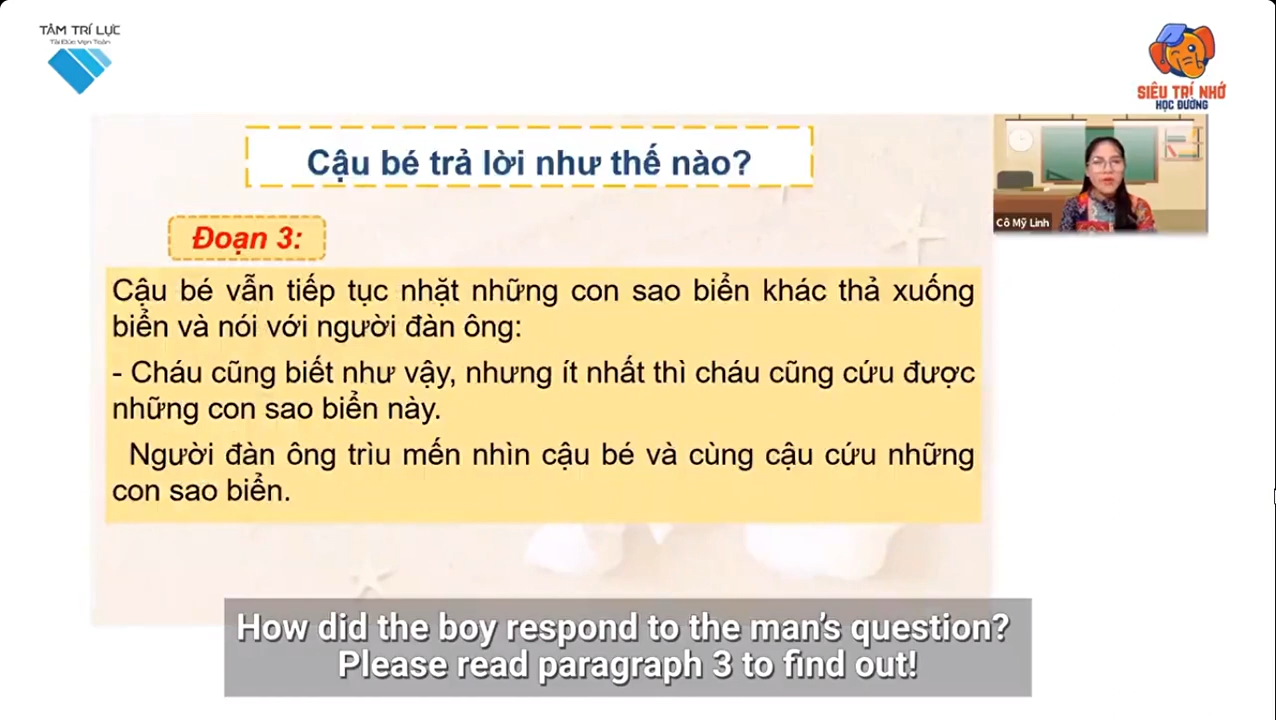 TÂM TRÍ LỰC
Tài Đức Vẹn Toàn
SIÊU TRÍ NHỚ
HỌC ĐƯỜNG
Cậu bé trả lời như thế nào?
Cô Mỹ Linh
Đoạn 3:
Cậu bé vẫn tiếp tục nhặt những con sao biển khác thả xuống
biển và nói với người đàn ông:
- Cháu cũng biết như vậy, nhưng ít nhất thì cháu cũng cứu được
những con sao biển này.
Người đàn ông trìu mến nhìn cậu bé và cùng cậu cứu những
con sao biển.
How did the boy respond to the man's question?
Please read paragraph 3 to find out!